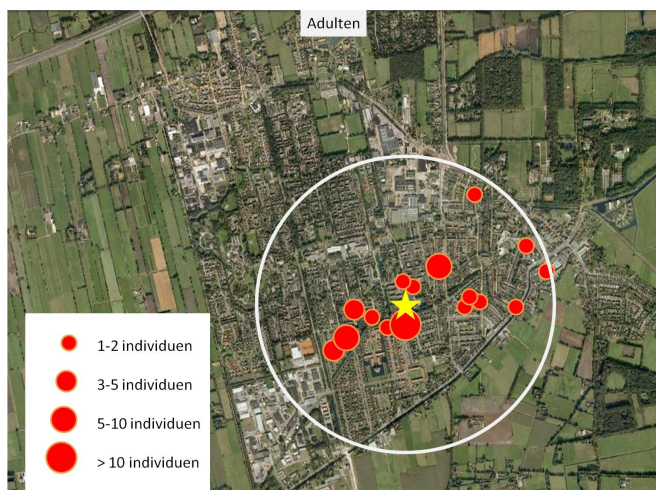 Adulten
1-2 individuen
3-5 individuen
5-10 individuen
> 10 individuen